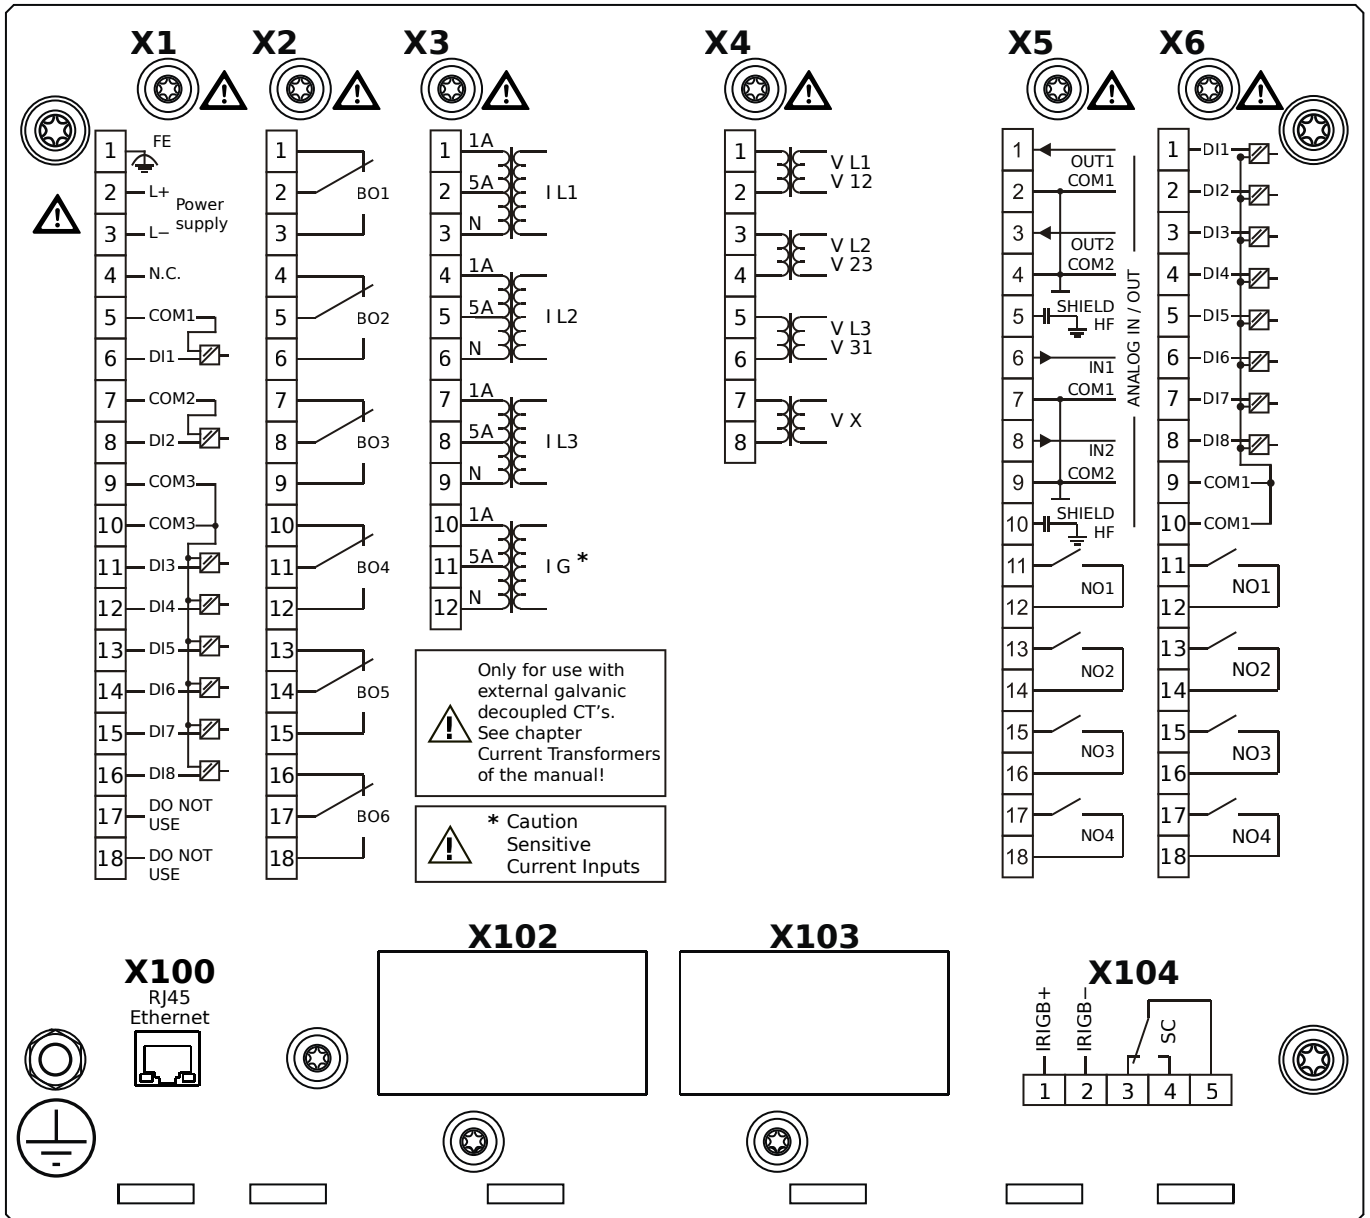 X1
X2
X3
X4
X5
X6
1 FE
2 L+
Power
supply
3 L−
4 N.C.
5 COM1
6 DI1
7 COM2
8 DI2
9 COM3
10 COM3
11 DI3
12 DI4
13 DI5
14 DI6
15 DI7
16 DI8
17 DO NOT
USE
18 DO NOT
USE
1
2 BO1
3
4
5 BO2
6
7
8 BO3
9
10
11 BO4
12
13
14 BO5
15
16
17 BO6
18
1 1A
2 5A I L1
3 N
4 1A
5 5A I L2
6 N
7 1A
8 5A I L3
9 N
10 1A
11 5A I G *
12 N
Only for use with
external galvanic
decoupled CT's.
See chapter
Current Transformers
of the manual!
* Caution
Sensitive
Current Inputs
1 V L1
2 V 12
3 V L2
4 V 23
5 V L3
6 V 31
7 V X
8
1 OUT1
2 COM1
3 OUT2
4 COM2
5 SHIELD
HF
6 IN1
7 COM1
8 IN2
9 COM2
10 SHIELD
HF
ANALOG IN / OUT
11
NO1
12
13
NO2
14
15
NO3
16
17
NO4
18
1 DI1
2 DI2
3 DI3
4 DI4
5 DI5
6 DI6
7 DI7
8 DI8
9 COM1
10 COM1
11
NO1
12
13
NO2
14
15
NO3
16
17
NO4
18
X100
RJ45
Ethernet
X102
X103
X104
IRIGB+
IRIGB−
SC
1 2 3 4 5